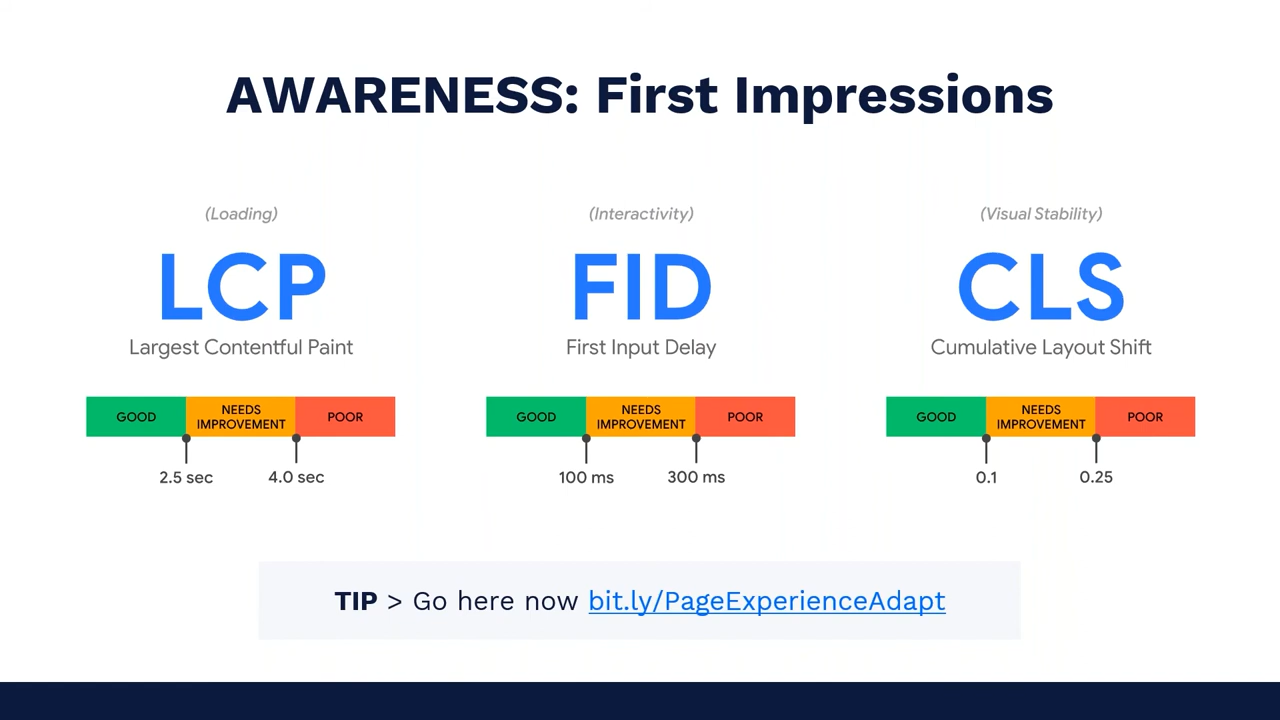 AWARENESS: First Impressions
(Loading)
LCP
Largest Contentful Paint
GOOD
NEEDS
IMPROVEMENT
POOR
2.5 sec
4.0 sec
(Interactivity)
FID
First Input Delay
GOOD
NEEDS
IMPROVEMENT
POOR
100 ms
300 ms
(Visual Stability)
CLS
Cumulative Layout Shift
GOOD
NEEDS
IMPROVEMENT
POOR
0.1
0.25
TIP > Go here now bit.ly/PageExperienceAdapt